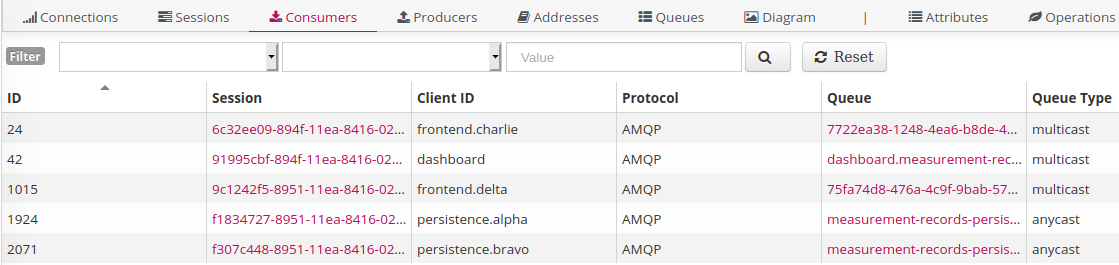 Connections Sessions Consumers Producers Addresses Queues Diagram | Attributes Operations
Filter Value Reset
ID Session Client ID Protocol Queue Queue Type
24 6c32ee09-894f-11ea-8416-02... frontend.charlie AMQP 7722ea38-1248-4ea6-b8de-4... multicast
42 91995cbf-894f-11ea-8416-02... dashboard AMQP dashboard.measurement-rec... multicast
1015 9c1242f5-8951-11ea-8416-02... frontend.delta AMQP 75fa74d8-476a-4c9f-9bab-57... multicast
1924 f1834727-8951-11ea-8416-02... persistence.alpha AMQP measurement-records-persis... anycast
2071 f307c448-8951-11ea-8416-02... persistence.bravo AMQP measurement-records-persis... anycast